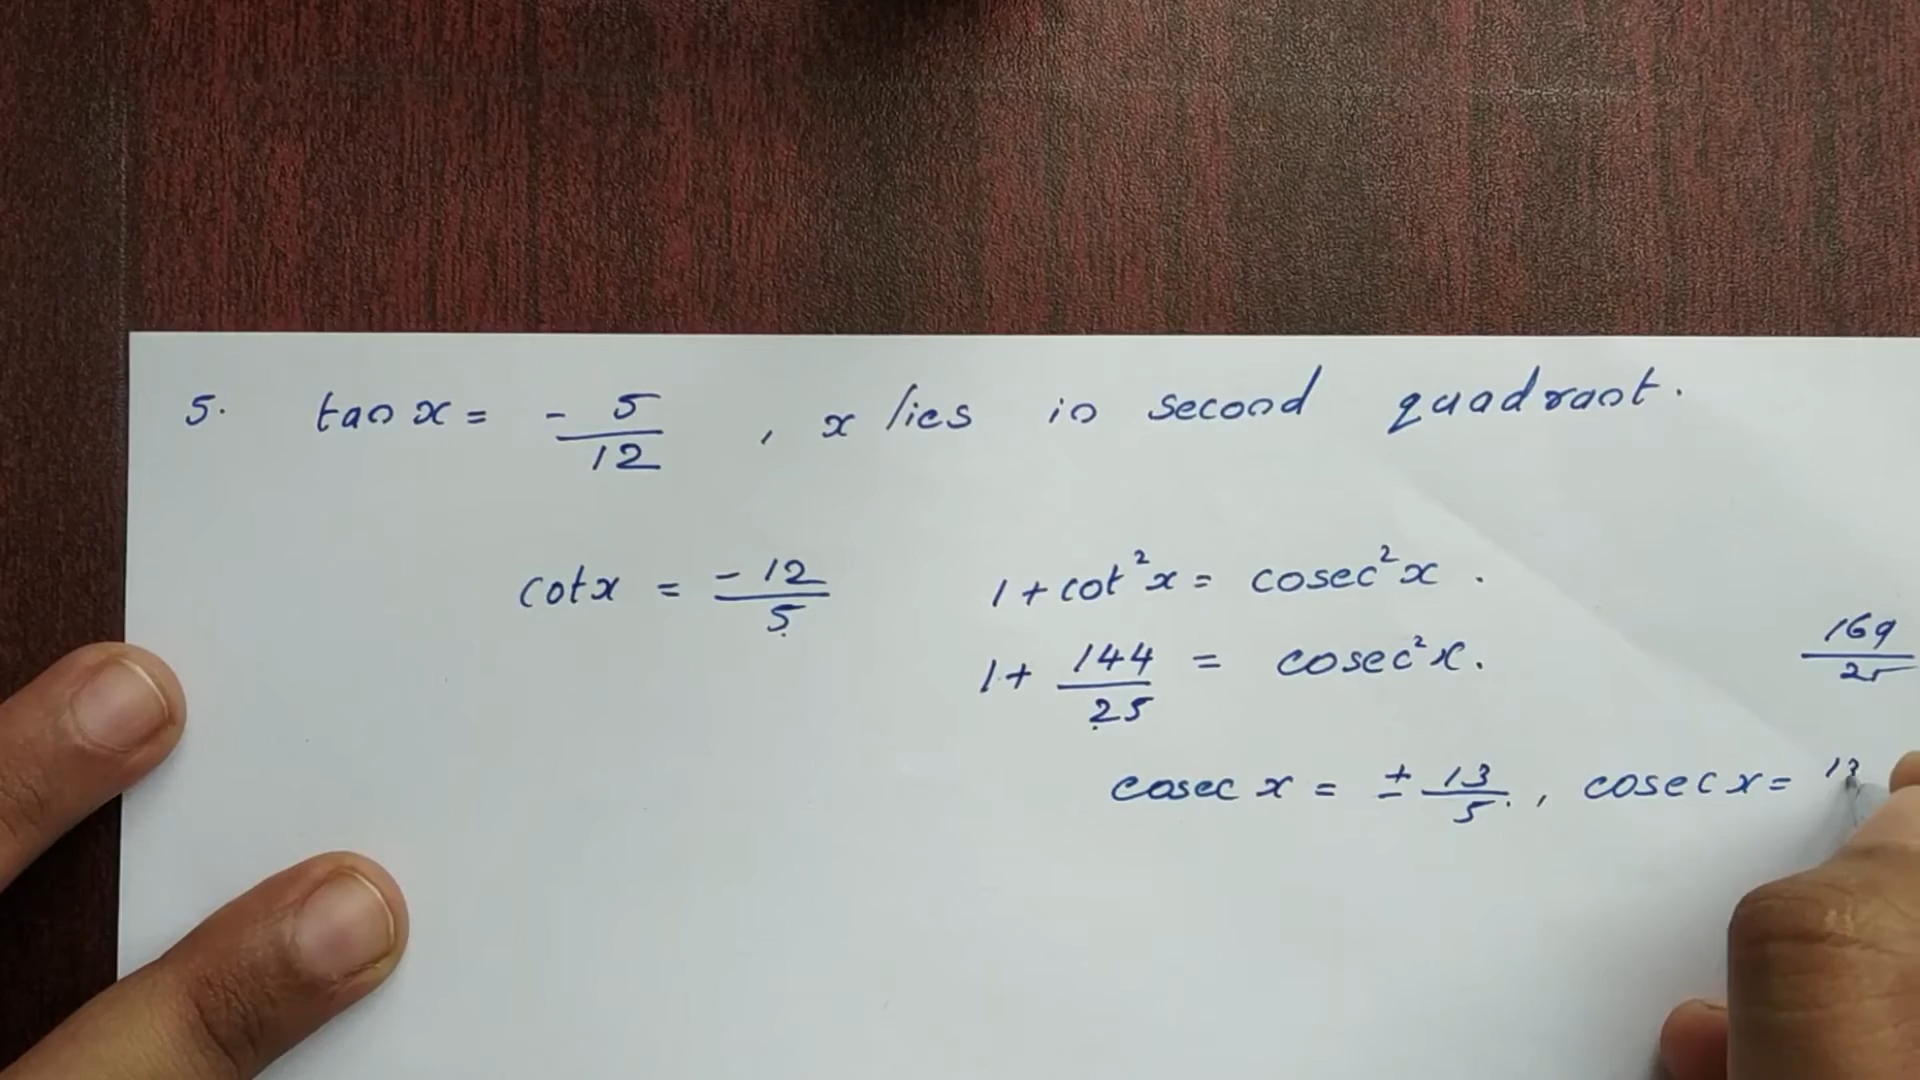 5. tan x = - 5/12 , x lies in second quadrant.
cot x = -12/5
1 + cot²x = cosec²x .
1 + 144/25 = cosec²x.
169/25
cosec x = ± 13/5. , cosec x = 13